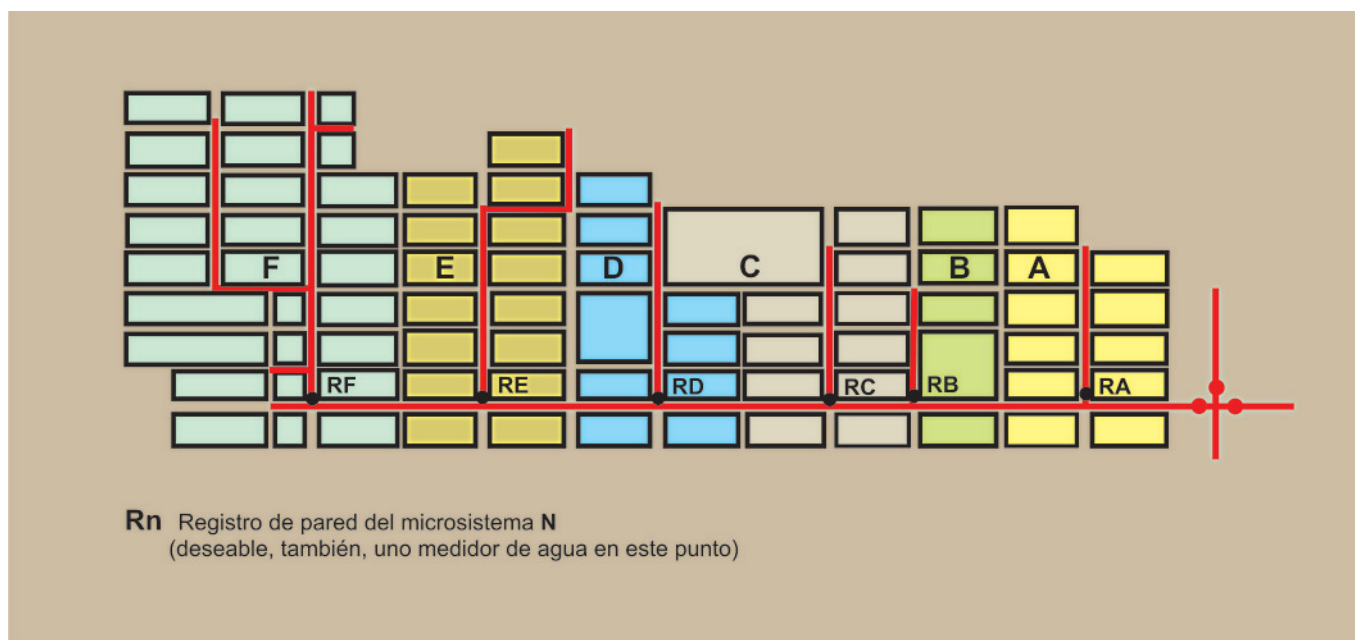 F E D C B A
RF RE RD RC RB RA
Rn Registro de pared del microsistema N
(deseable, también, uno medidor de agua en este punto)